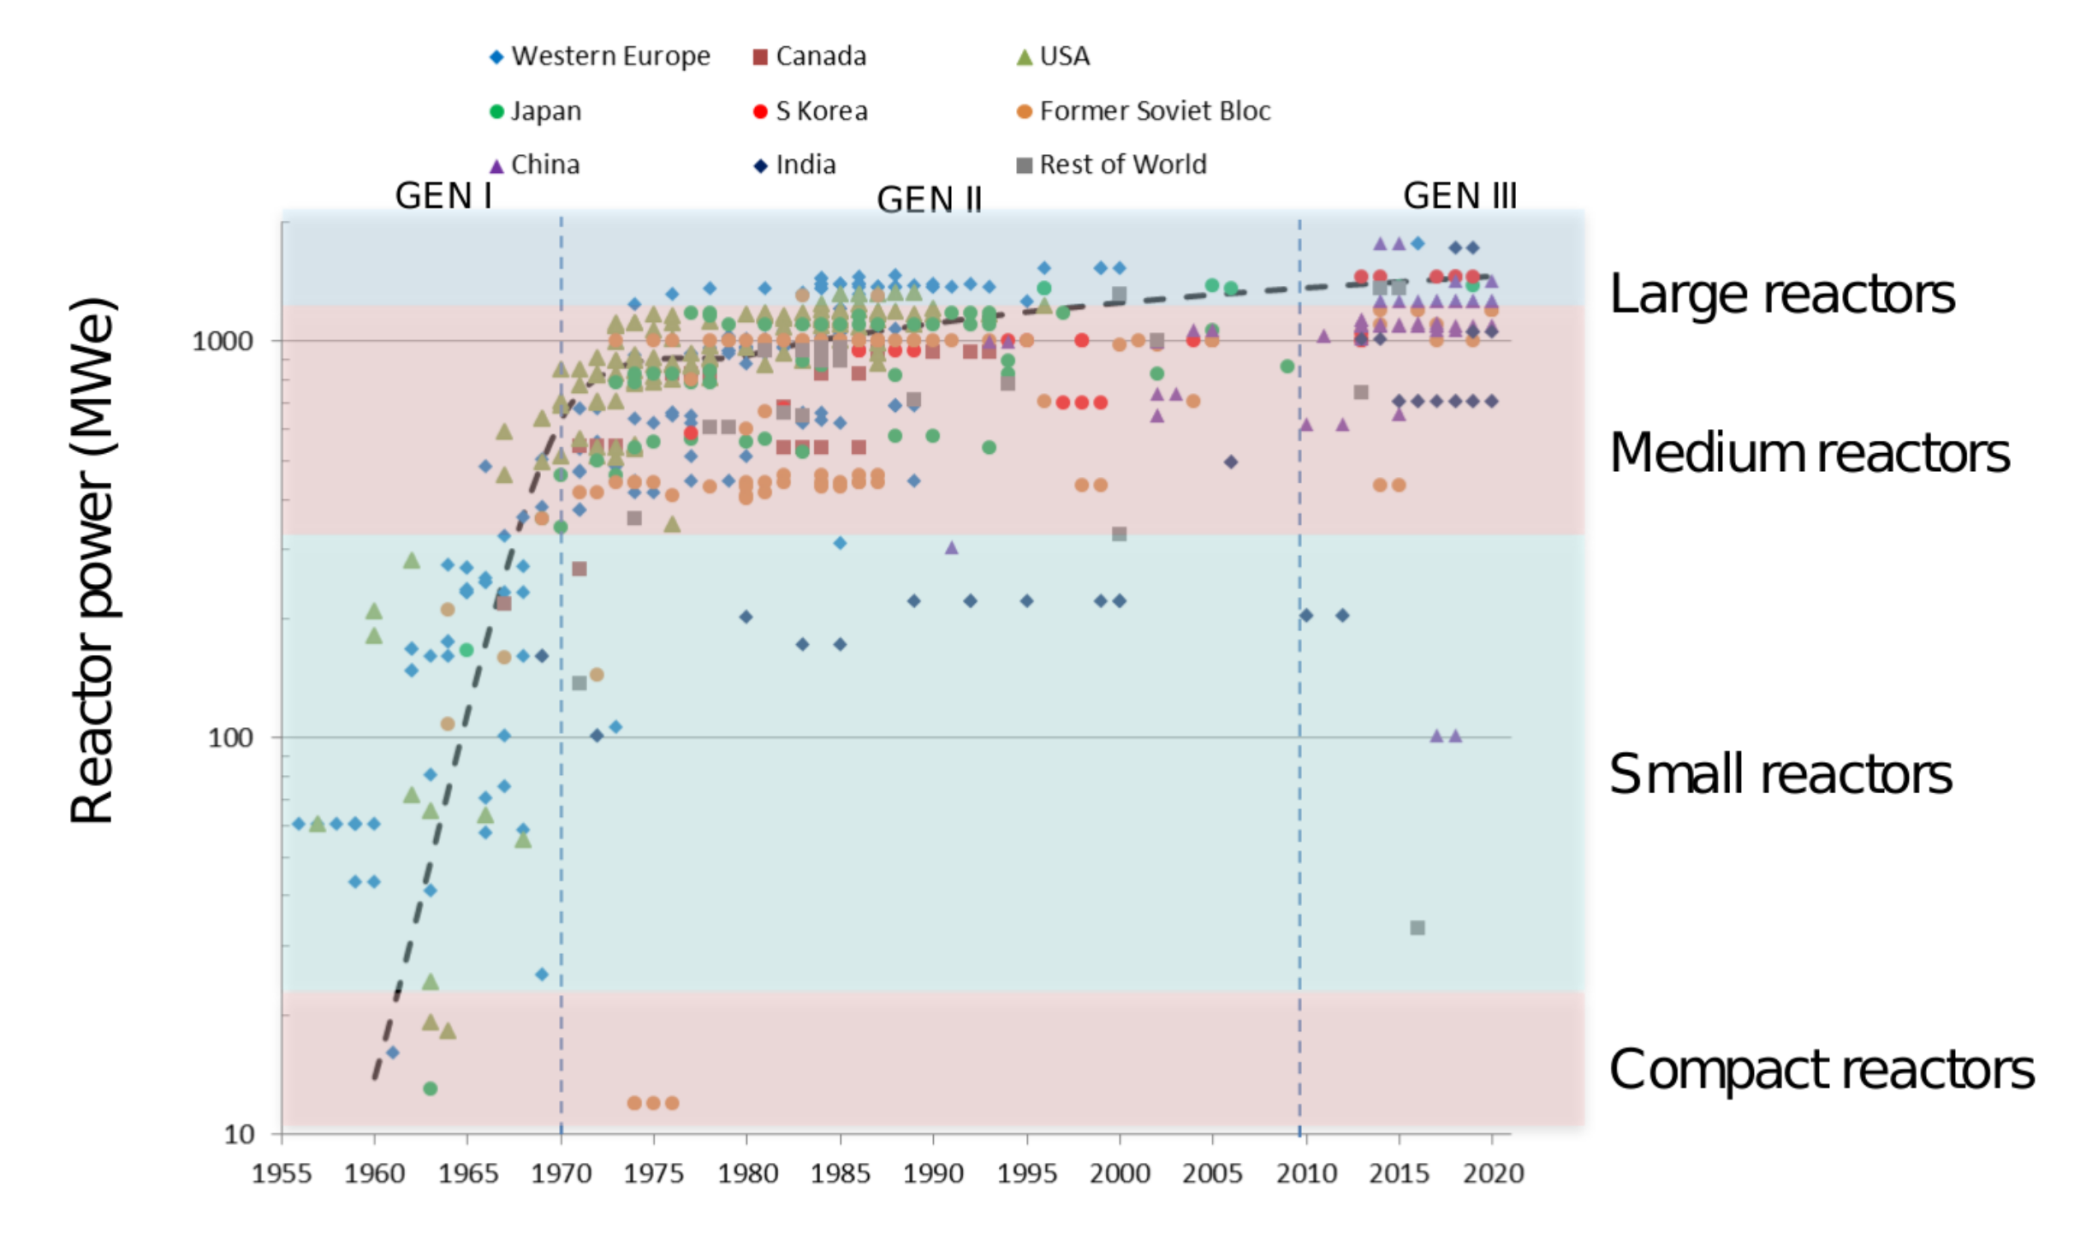 Western Europe
Canada
USA
Japan
S Korea
Former Soviet Bloc
China
India
Rest of World
GEN I
GEN II
GEN III
Reactor power (MWe)
1000
100
10
Large reactors
Medium reactors
Small reactors
Compact reactors
1955 1960 1965 1970 1975 1980 1985 1990 1995 2000 2005 2010 2015 2020